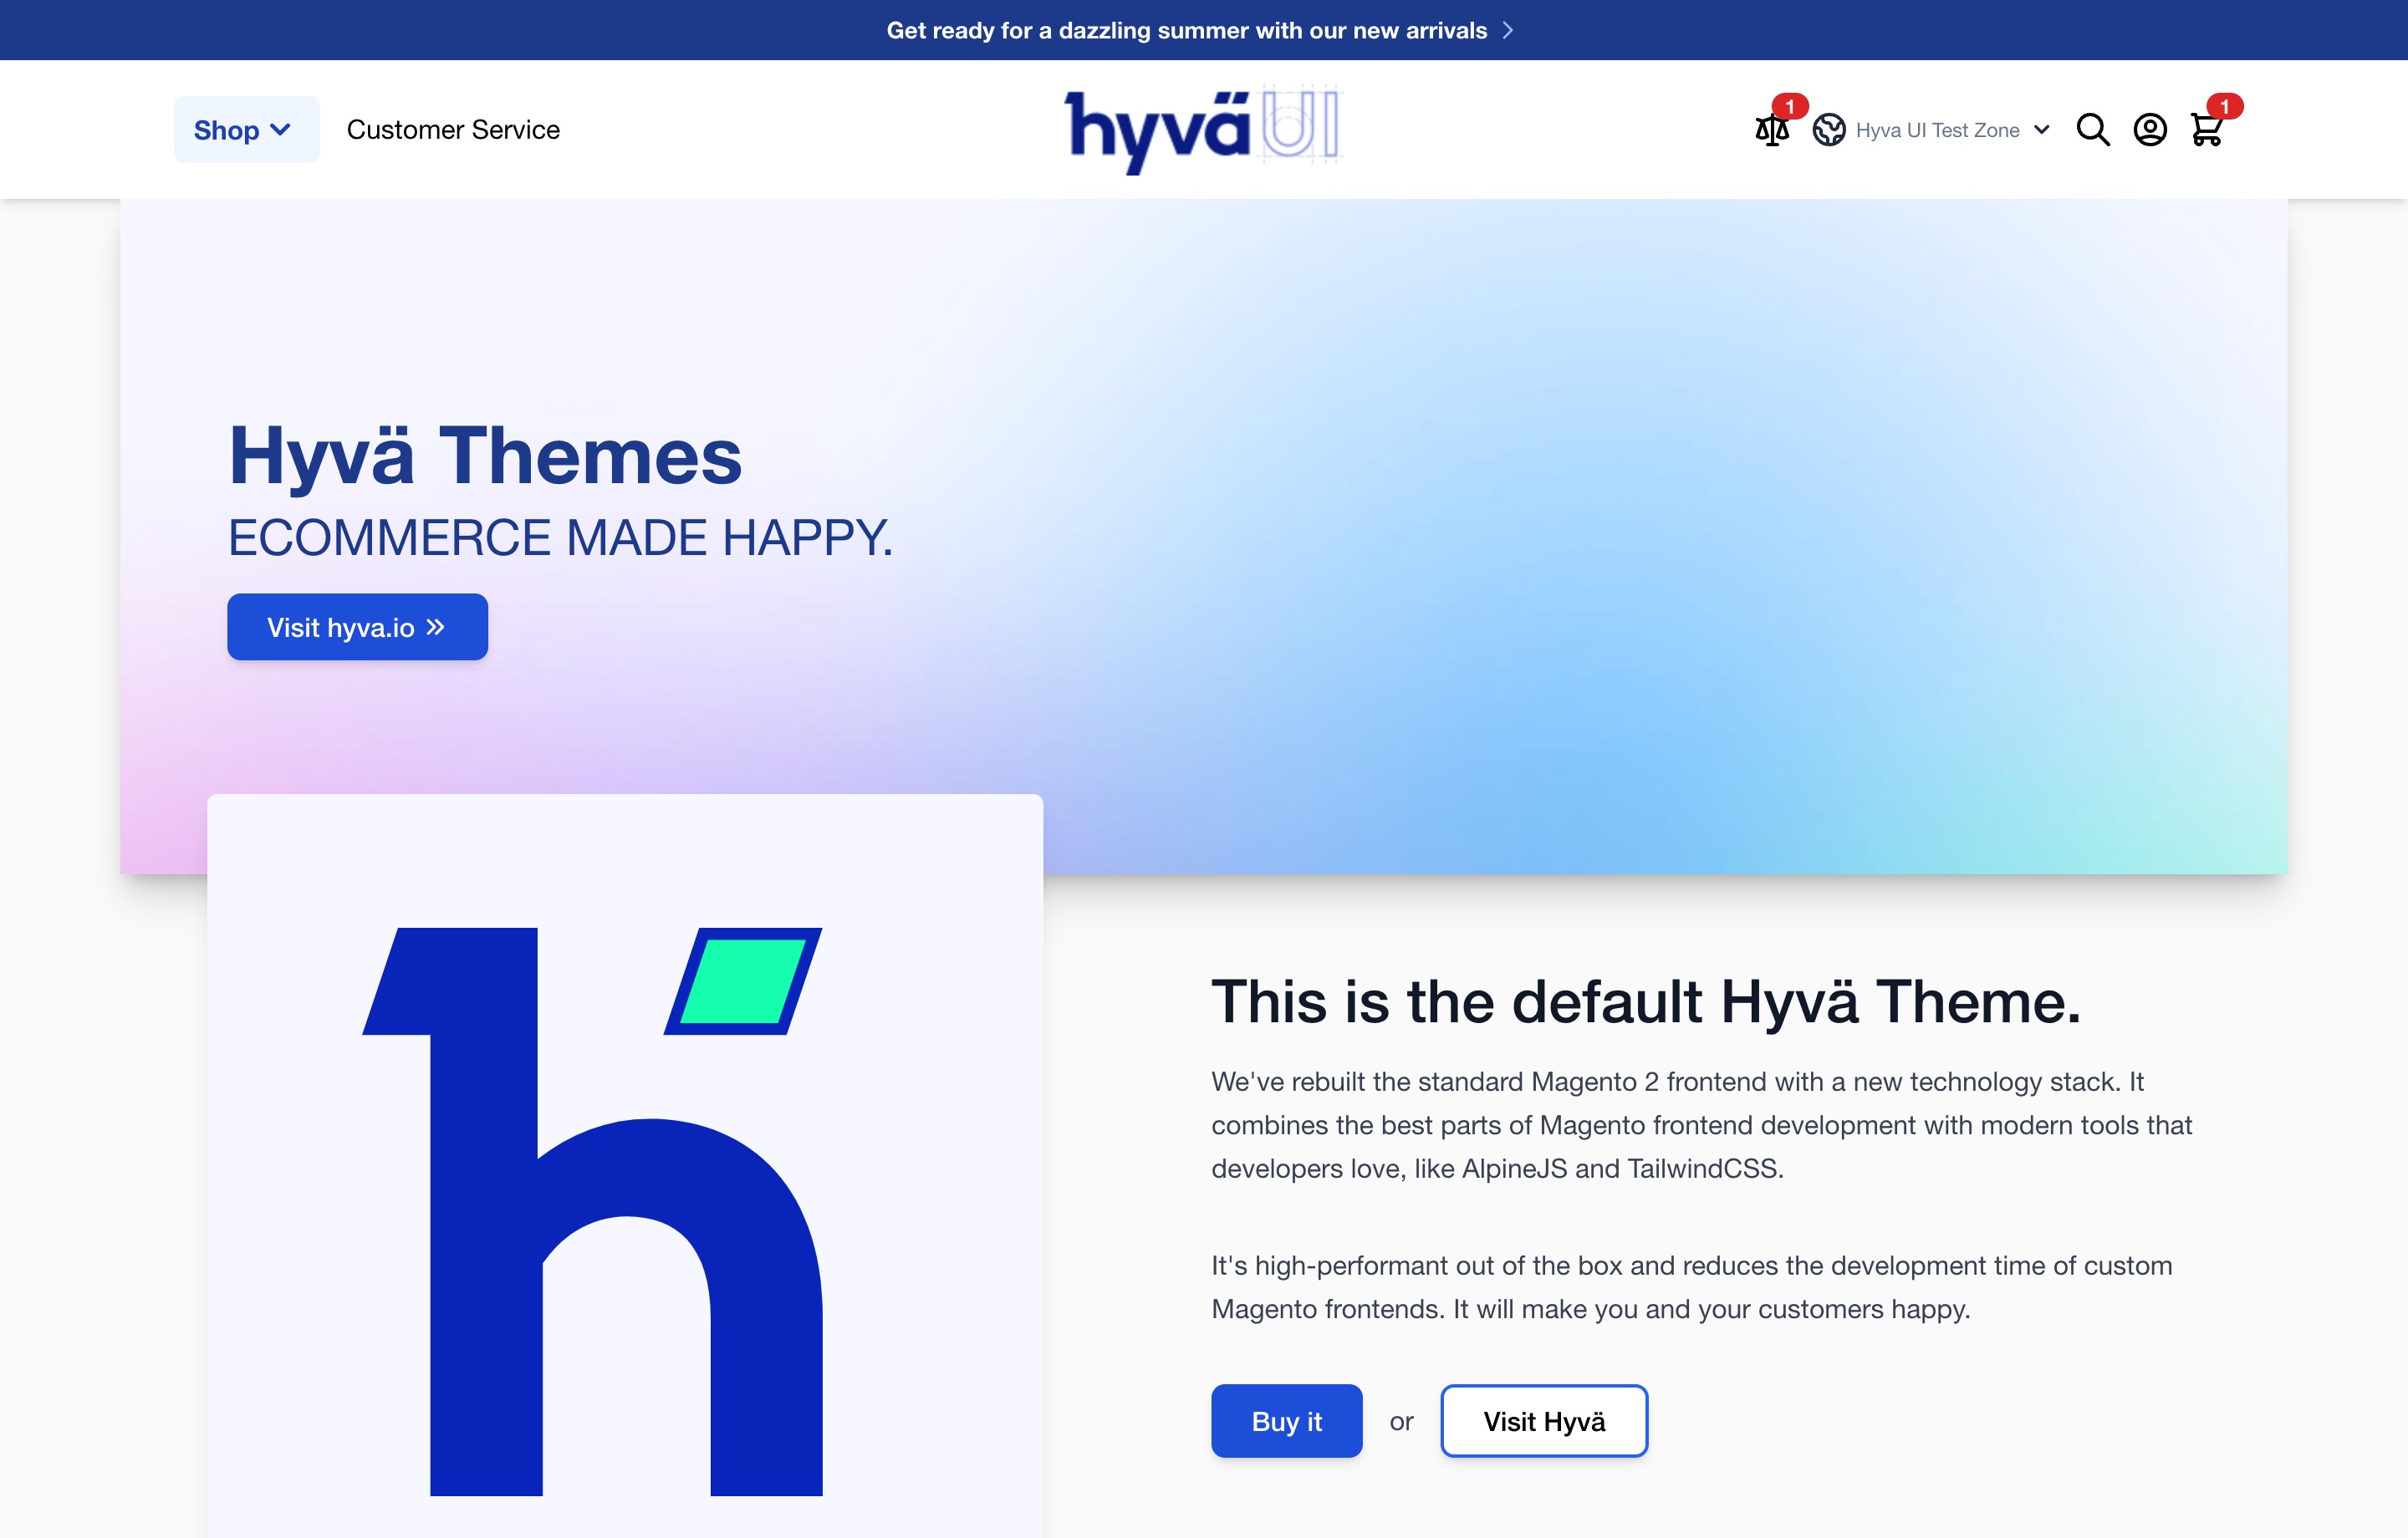 Get ready for a dazzling summer with our new arrivals
Shop
Customer Service
hyvä UI
1
Hyva UI Test Zone
1
Hyvä Themes
ECOMMERCE MADE HAPPY.
Visit hyva.io
This is the default Hyvä Theme.
We've rebuilt the standard Magento 2 frontend with a new technology stack. It
combines the best parts of Magento frontend development with modern tools that
developers love, like AlpineJS and TailwindCSS.
It's high-performant out of the box and reduces the development time of custom
Magento frontends. It will make you and your customers happy.
Buy it
or
Visit Hyvä